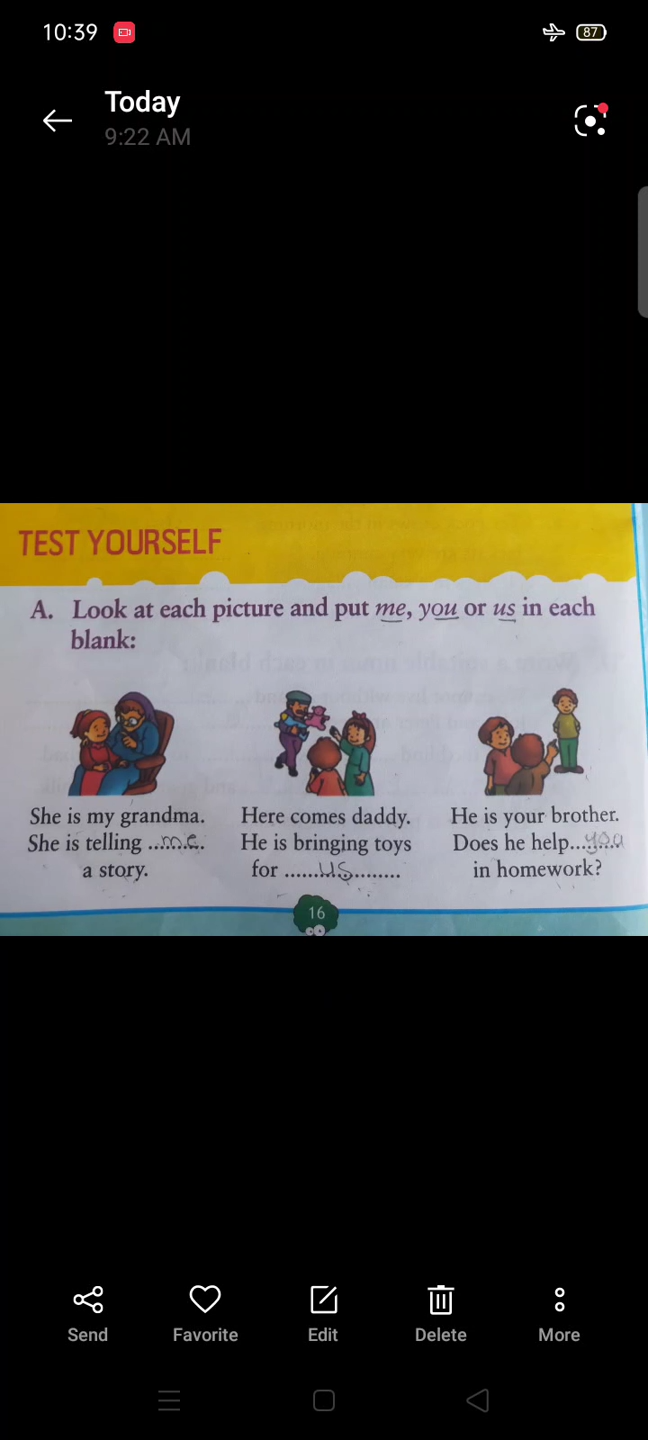 10:39
87
Today
9:22 AM
TEST YOURSELF
A. Look at each picture and put me, you or us in each
blank:
She is my grandma.
She is telling ...me...
a story.
Here comes daddy.
He is bringing toys
for ......us.........
He is your brother.
Does he help...you...
in homework?
16
Send
Favorite
Edit
Delete
More